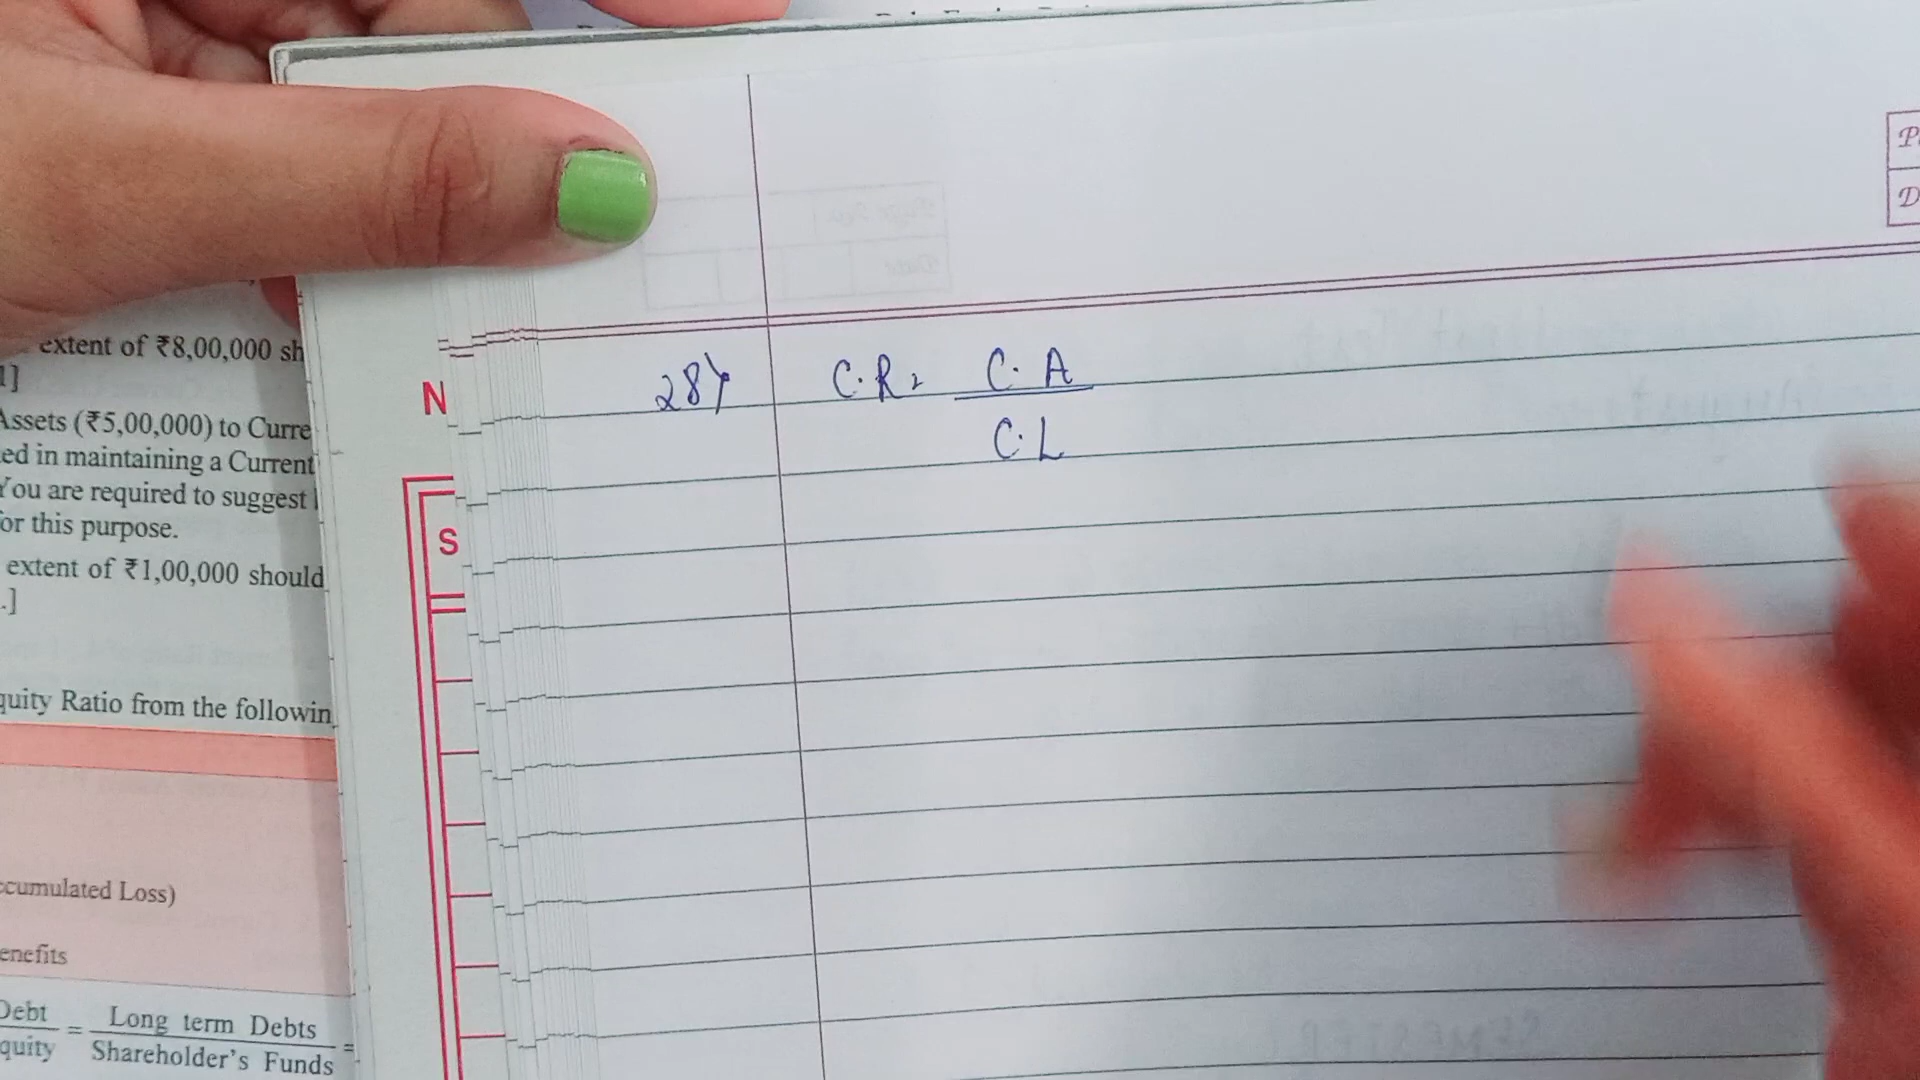 extent of ₹8,00,000 sh
1]
Assets (₹5,00,000) to Curre
ed in maintaining a Current
You are required to suggest
for this purpose.
extent of ₹1,00,000 should
.]
quity Ratio from the followin
ccumulated Loss)
enefits
Debt
quity
=
Long term Debts
Shareholder's Funds
=
N
S
28)
C.R = C.A
C.L
P
D